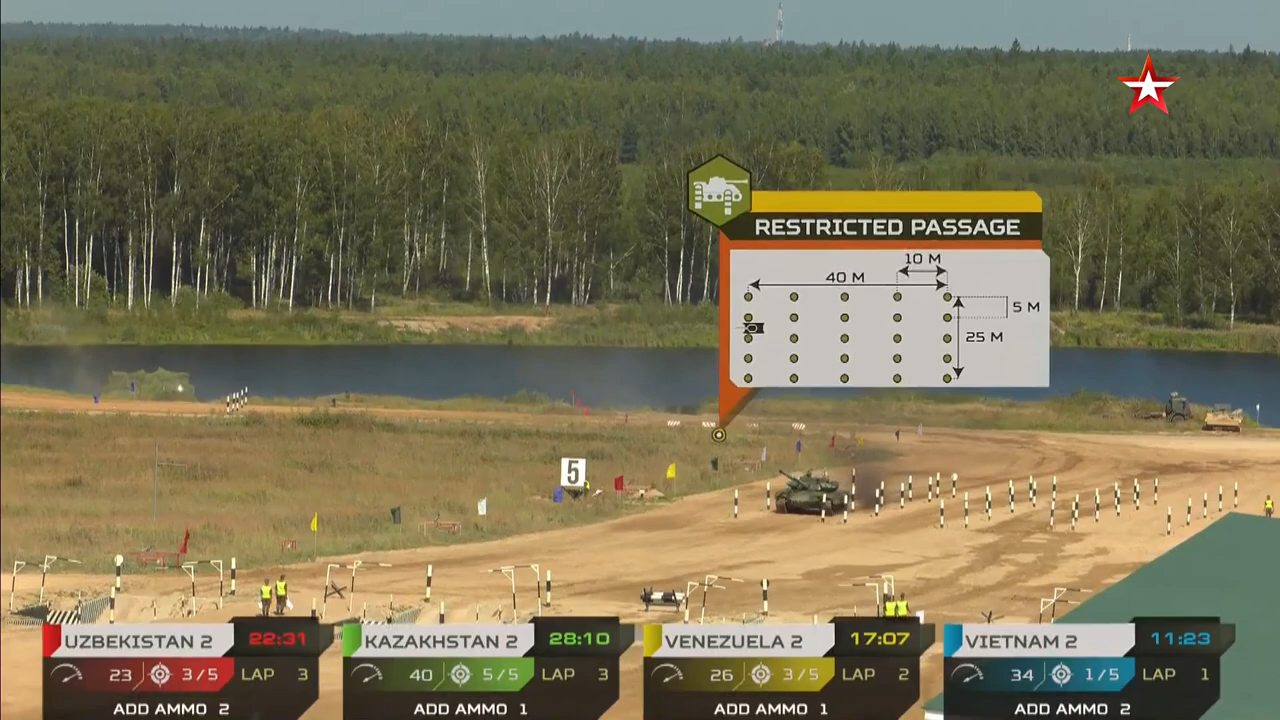 RESTRICTED PASSAGE
10 M
40 M
5 M
25 M
5
UZBEKISTAN 2 22:31
23 3/5 LAP 3
ADD AMMO 2
KAZAKHSTAN 2 28:10
40 5/5 LAP 3
ADD AMMO 1
VENEZUELA 2 17:07
26 3/5 LAP 2
ADD AMMO 1
VIETNAM 2 11:23
34 1/5 LAP 1
ADD AMMO 2